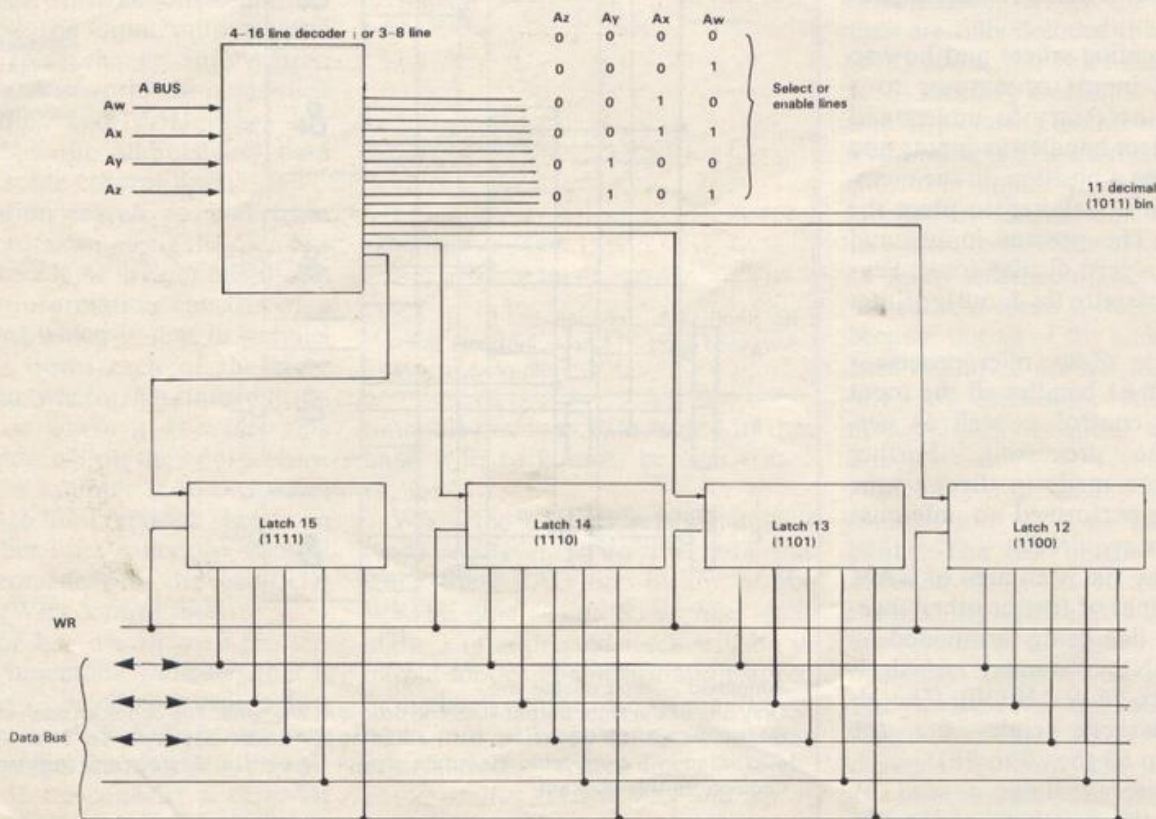 Az Ay Ax Aw
4-16 line decoder , or 3-8 line
0 0 0 0
A BUS
0 0 0 1
Select or
enable lines
Aw
0 0 1 0
Ax
0 0 1 1
Ay
0 1 0 0
Az
0 1 0 1
11 decimal
(1011) bin
Latch 15
(1111)
Latch 14
(1110)
Latch 13
(1101)
Latch 12
(1100)
WR
Data Bus